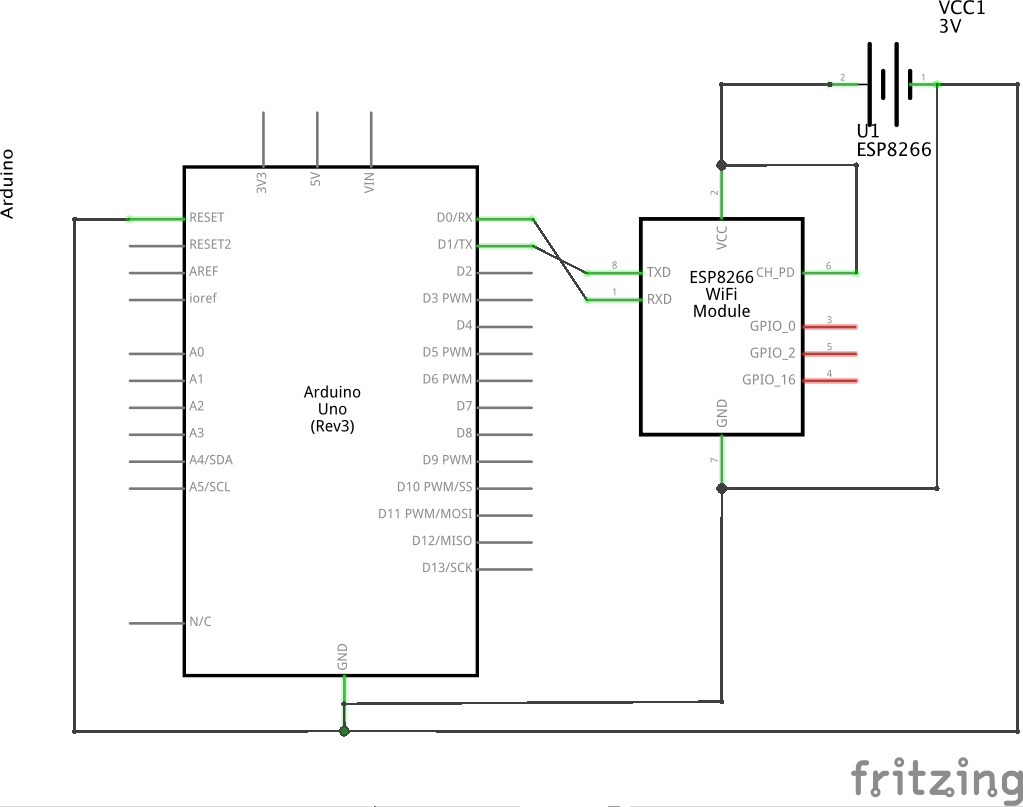 VCC1
3V
2
1
U1
ESP8266
Arduino
3V3
5V
VIN
RESET
RESET2
AREF
ioref
A0
A1
A2
A3
A4/SDA
A5/SCL
N/C
Arduino
Uno
(Rev3)
D0/RX
D1/TX
D2
D3 PWM
D4
D5 PWM
D6 PWM
D7
D8
D9 PWM
D10 PWM/SS
D11 PWM/MOSI
D12/MISO
D13/SCK
GND
2
VCC
8
TXD
1
RXD
ESP8266
WiFi
Module
CH_PD
6
GPIO_0
3
GPIO_2
5
GPIO_16
4
GND
7
fritzing